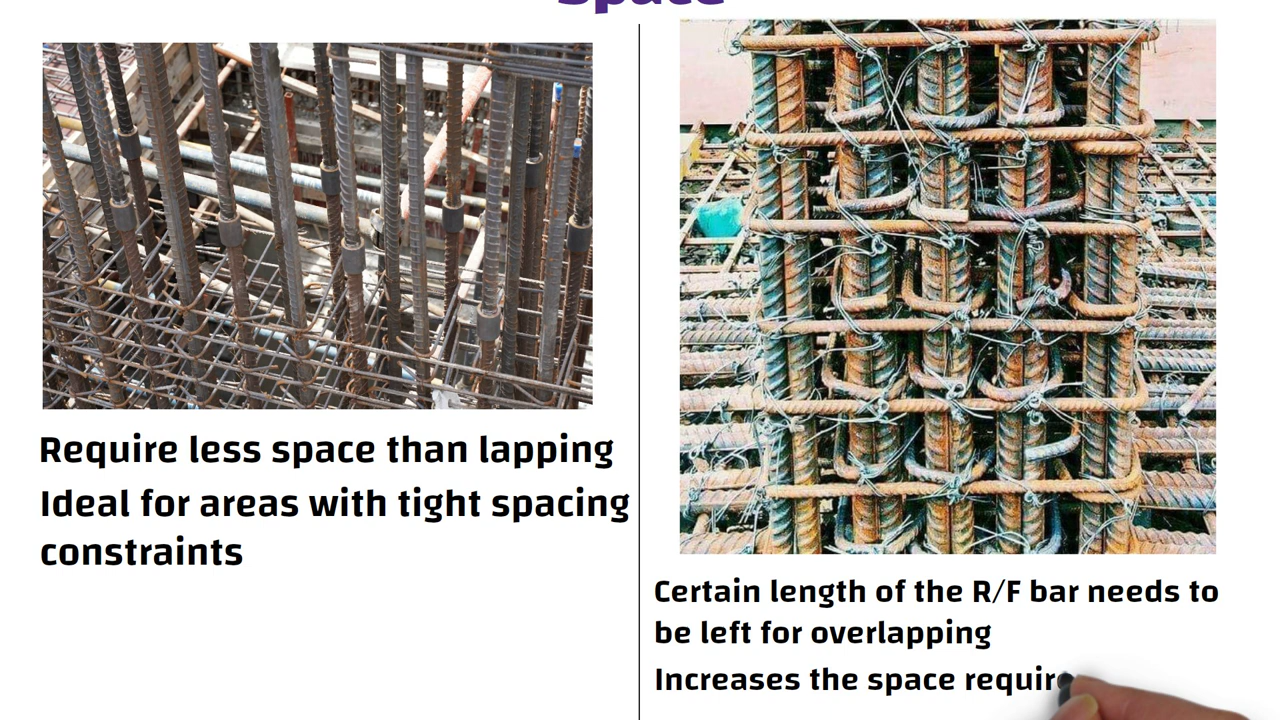 Space
Require less space than lapping
Ideal for areas with tight spacing
constraints
Certain length of the R/F bar needs to
be left for overlapping
Increases the space requir